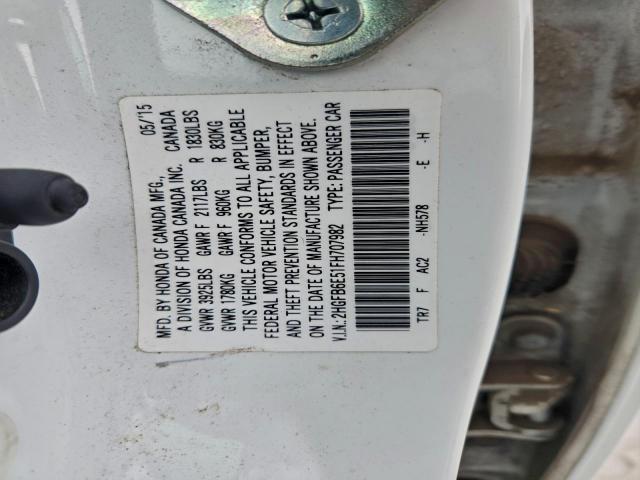 MFD. BY HONDA OF CANADA MFG., 05/'15
A DIVISION OF HONDA CANADA INC. CANADA
GVWR 3925LBS GAWR F 2117LBS R 1830LBS
GVWR 1780KG GAWR F 960KG R 830KG
THIS VEHICLE CONFORMS TO ALL APPLICABLE
FEDERAL MOTOR VEHICLE SAFETY, BUMPER,
AND THEFT PREVENTION STANDARDS IN EFFECT
ON THE DATE OF MANUFACTURE SHOWN ABOVE.
V.I.N.: 2HGFB6E51FH707982 TYPE: PASSENGER CAR
TR7 F AC2 -NH578 -E -H